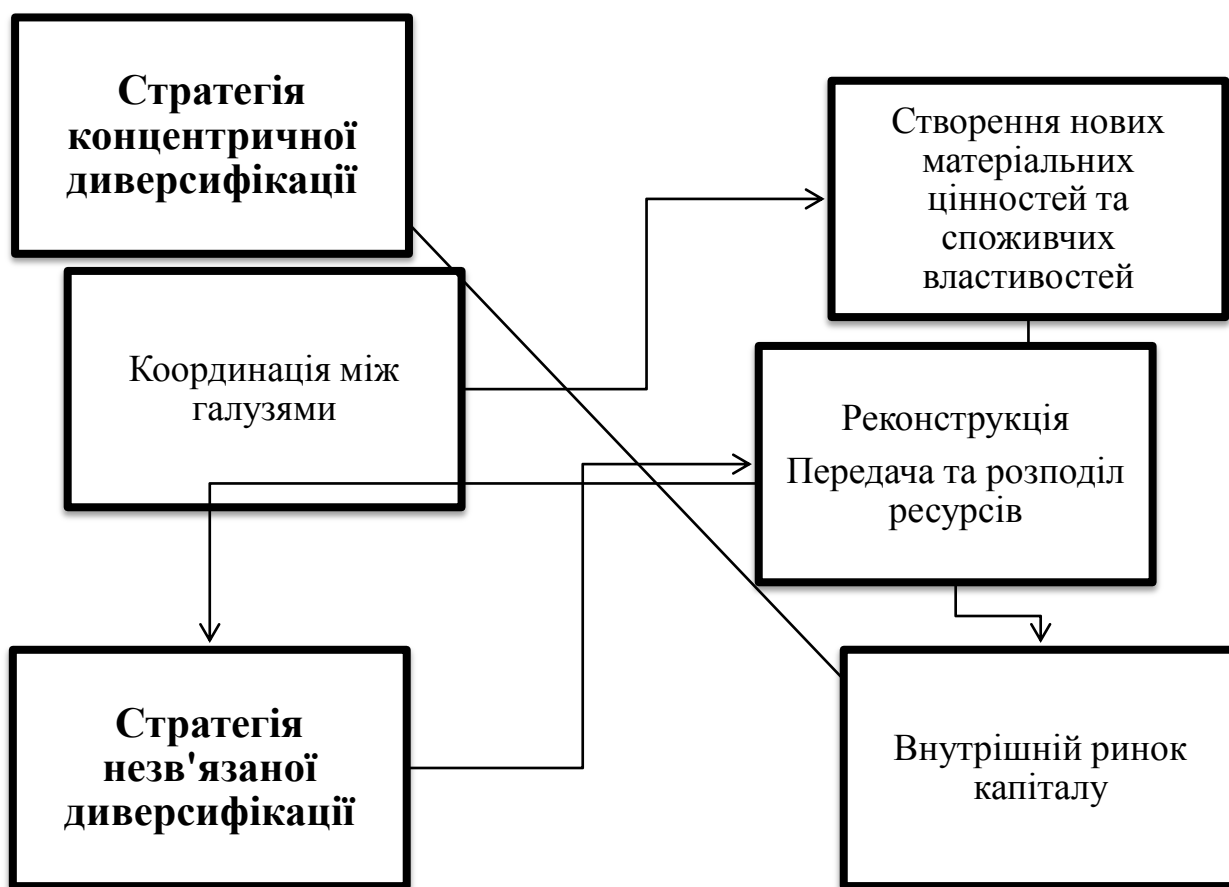 Стратегія
концентричної
диверсифікації
Створення нових
матеріальних
цінностей та
споживчих
властивостей
Координація між
галузями
Реконструкція
Передача та розподіл
ресурсів
Стратегія
незв'язаної
диверсифікації
Внутрішній ринок
капіталу